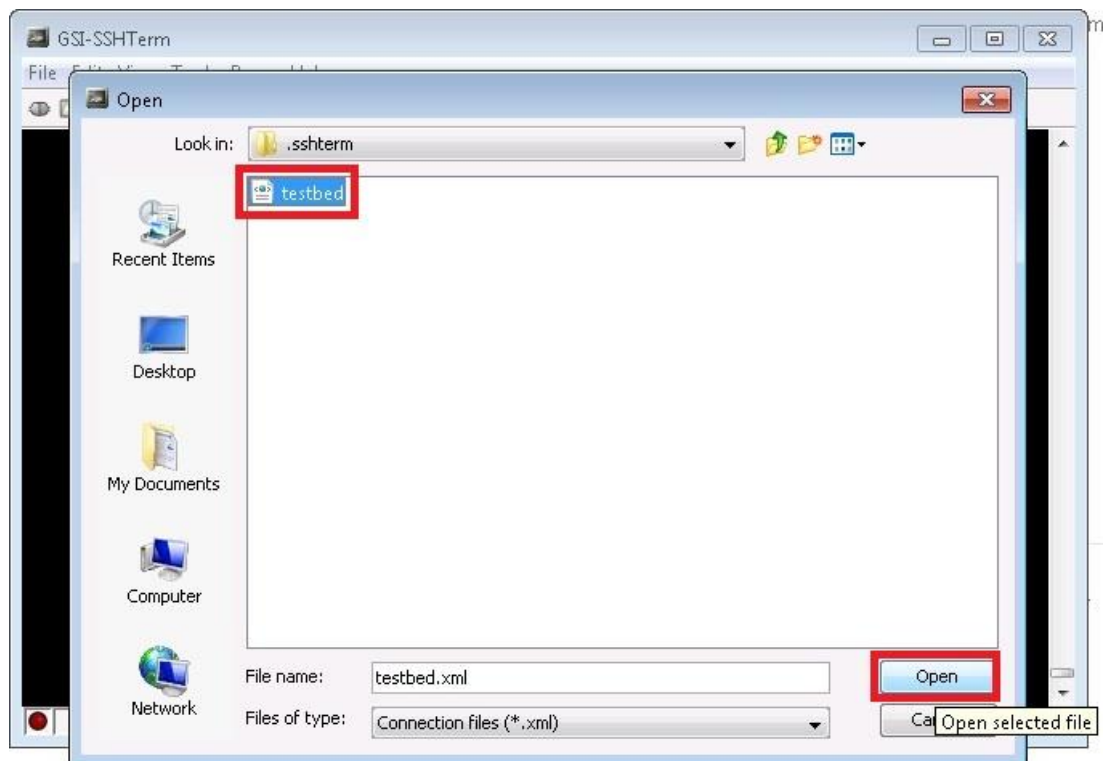 GSI-SSHTerm
File
Open
Look in: .sshterm
testbed
Recent Items
Desktop
My Documents
Computer
Network
File name: testbed.xml
Open
Files of type: Connection files (*.xml)
Ca
Open selected file